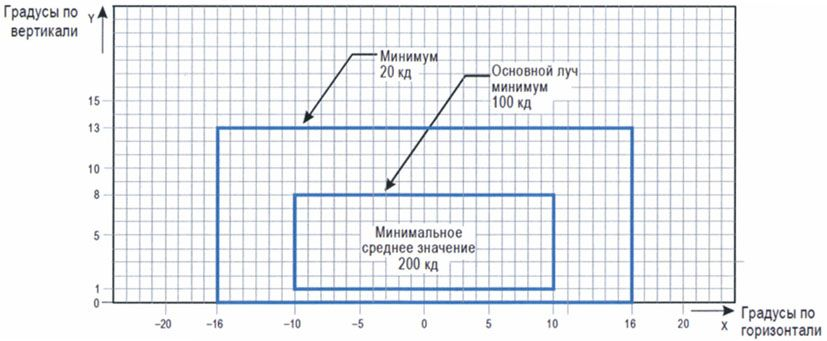 Градусы по
вертикали
Y
Минимум
20 кд
Основной луч
минимум
100 кд
15
13
10
8
5
1
0
Минимальное
среднее значение
200 кд
–20
–16
–10
–5
0
5
10
16
20
X
Градусы по
горизонтали